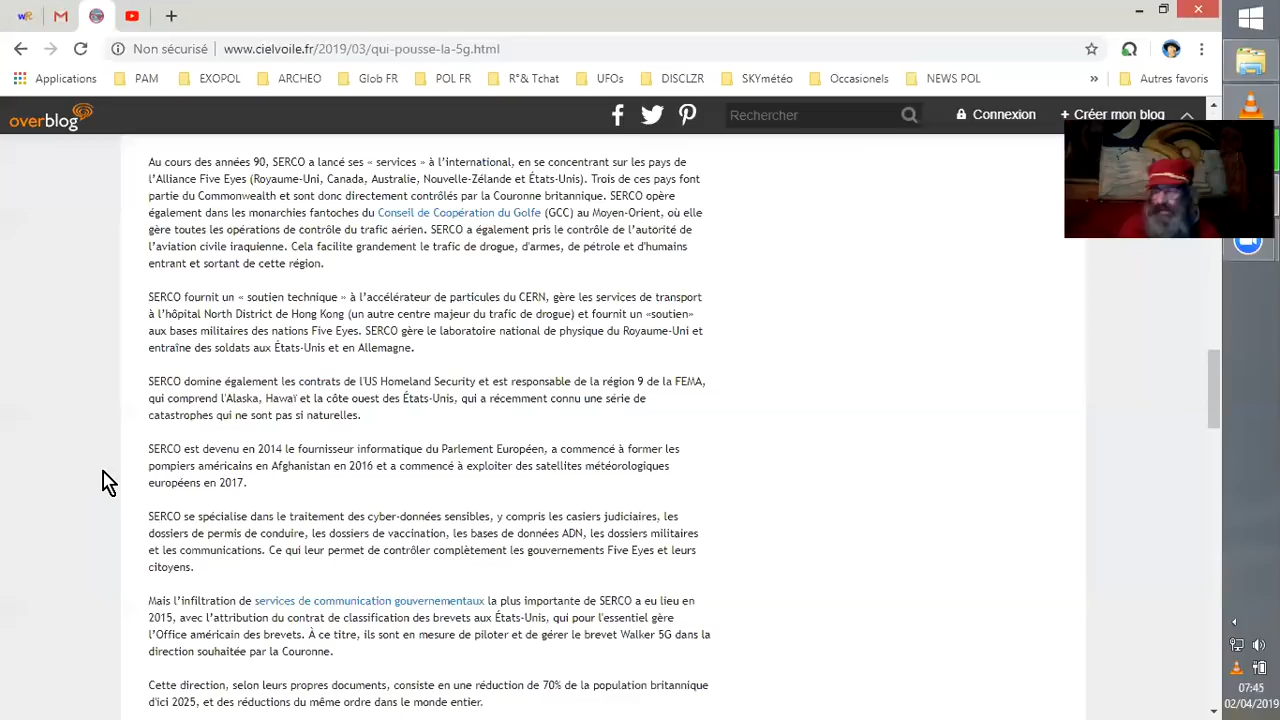 Non sécurisé
www.cielvoile.fr/2019/03/qui-pousse-la-5g.html
Applications PAM EXOPOL ARCHEO Glob FR POL FR R"& Tchat UFOs DISCLZR SKYmétéo Occasionels NEWS POL » Autres favoris
overblog Rechercher Connexion + Créer mon blog
Au cours des années 90, SERCO a lancé ses « services » à l'international, en se concentrant sur les pays de
l'Alliance Five Eyes (Royaume-Uni, Canada, Australie, Nouvelle-Zélande et États-Unis). Trois de ces pays font
partie du Commonwealth et sont donc directement contrôlés par la Couronne britannique. SERCO opère
également dans les monarchies fantoches du Conseil de Coopération du Golfe (GCC) au Moyen-Orient, où elle
gère toutes les opérations de contrôle du trafic aérien. SERCO a également pris le contrôle de l'autorité de
l'aviation civile iraquienne. Cela facilite grandement le trafic de drogue, d'armes, de pétrole et d'humains
entrant et sortant de cette région.
SERCO fournit un « soutien technique » à l'accélérateur de particules du CERN, gère les services de transport
à l'hôpital North District de Hong Kong (un autre centre majeur du trafic de drogue) et fournit un «soutien»
aux bases militaires des nations Five Eyes. SERCO gère le laboratoire national de physique du Royaume-Uni et
entraîne des soldats aux États-Unis et en Allemagne.
SERCO domine également les contrats de l'US Homeland Security et est responsable de la région 9 de la FEMA,
qui comprend l'Alaska, Hawaï et la côte ouest des États-Unis, qui a récemment connu une série de
catastrophes qui ne sont pas si naturelles.
SERCO est devenu en 2014 le fournisseur informatique du Parlement Européen, a commencé à former les
pompiers américains en Afghanistan en 2016 et a commencé à exploiter des satellites météorologiques
européens en 2017.
SERCO se spécialise dans le traitement des cyber-données sensibles, y compris les casiers judiciaires, les
dossiers de permis de conduire, les dossiers de vaccination, les bases de données ADN, les dossiers militaires
et les communications. Ce qui leur permet de contrôler complètement les gouvernements Five Eyes et leurs
citoyens.
Mais l'infiltration de services de communication gouvernementaux la plus importante de SERCO a eu lieu en
2015, avec l'attribution du contrat de classification des brevets aux États-Unis, qui pour l'essentiel gère
l'Office américain des brevets. À ce titre, ils sont en mesure de piloter et de gérer le brevet Walker 5G dans la
direction souhaitée par la Couronne.
Cette direction, selon leurs propres documents, consiste en une réduction de 70% de la population britannique
d'ici 2025, et des réductions du même ordre dans le monde entier.
07:45
02/04/2019